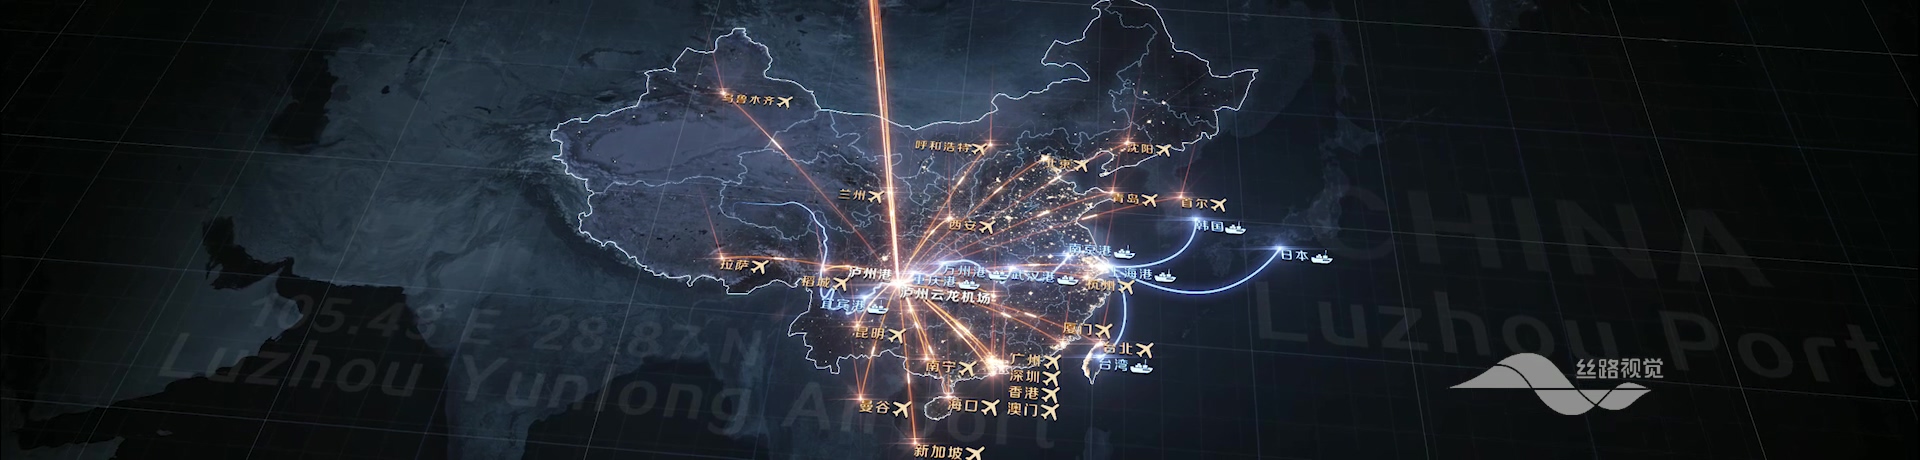 乌鲁木齐
呼和浩特
北京
沈阳
兰州
青岛
首尔
西安
韩国
南京港
日本
拉萨
泸州港
万州港
武汉港
上海港
稻城
重庆港
杭州
泸州云龙机场
宜宾港
105.43 E 28.87 N
CHINA
Luzhou Port
昆明
厦门
台北
台湾
南宁
广州
深圳
香港
澳门
Luzhou Yunlong Airport
曼谷
海口
新加坡
丝路视觉